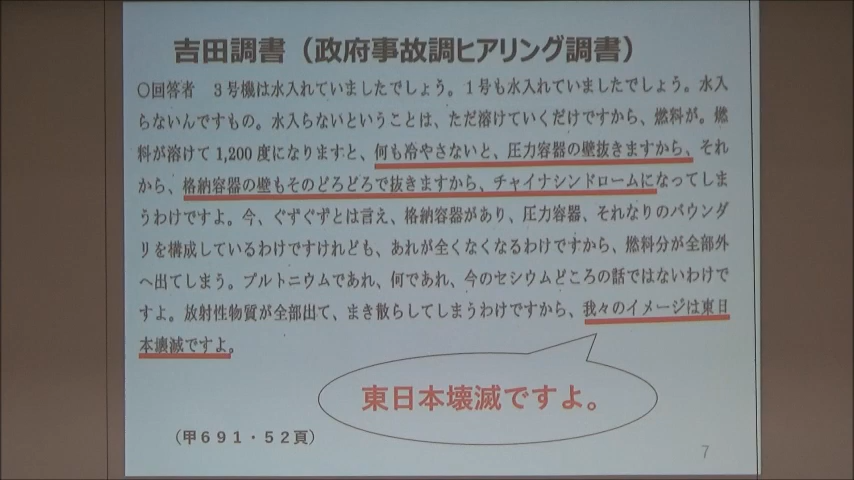 吉田調書（政府事故調ヒアリング調書）
○回答者　３号機は水入れていましたでしょう。１号も水入れていましたでしょう。水入
らないんですもの。水入らないということは、ただ溶けていくだけですから、燃料が。燃
料が溶けて 1,200 度になりますと、何も冷やさないと、圧力容器の壁抜きますから、それ
から、格納容器の壁もそのどろどろで抜きますから、チャイナシンドロームになってしま
うわけですよ。今、ぐずぐずとは言え、格納容器があり、圧力容器、それなりのバウンダ
リを構成しているわけですけれども、あれが全くなくなるわけですから、燃料分が全部外
へ出てしまう。プルトニウムであれ、何であれ、今のセシウムどころの話ではないわけで
すよ。放射性物質が全部出て、まき散らしてしまうわけですから、我々のイメージは東日
本壊滅ですよ。
東日本壊滅ですよ。
（甲６９１・５２頁）
7